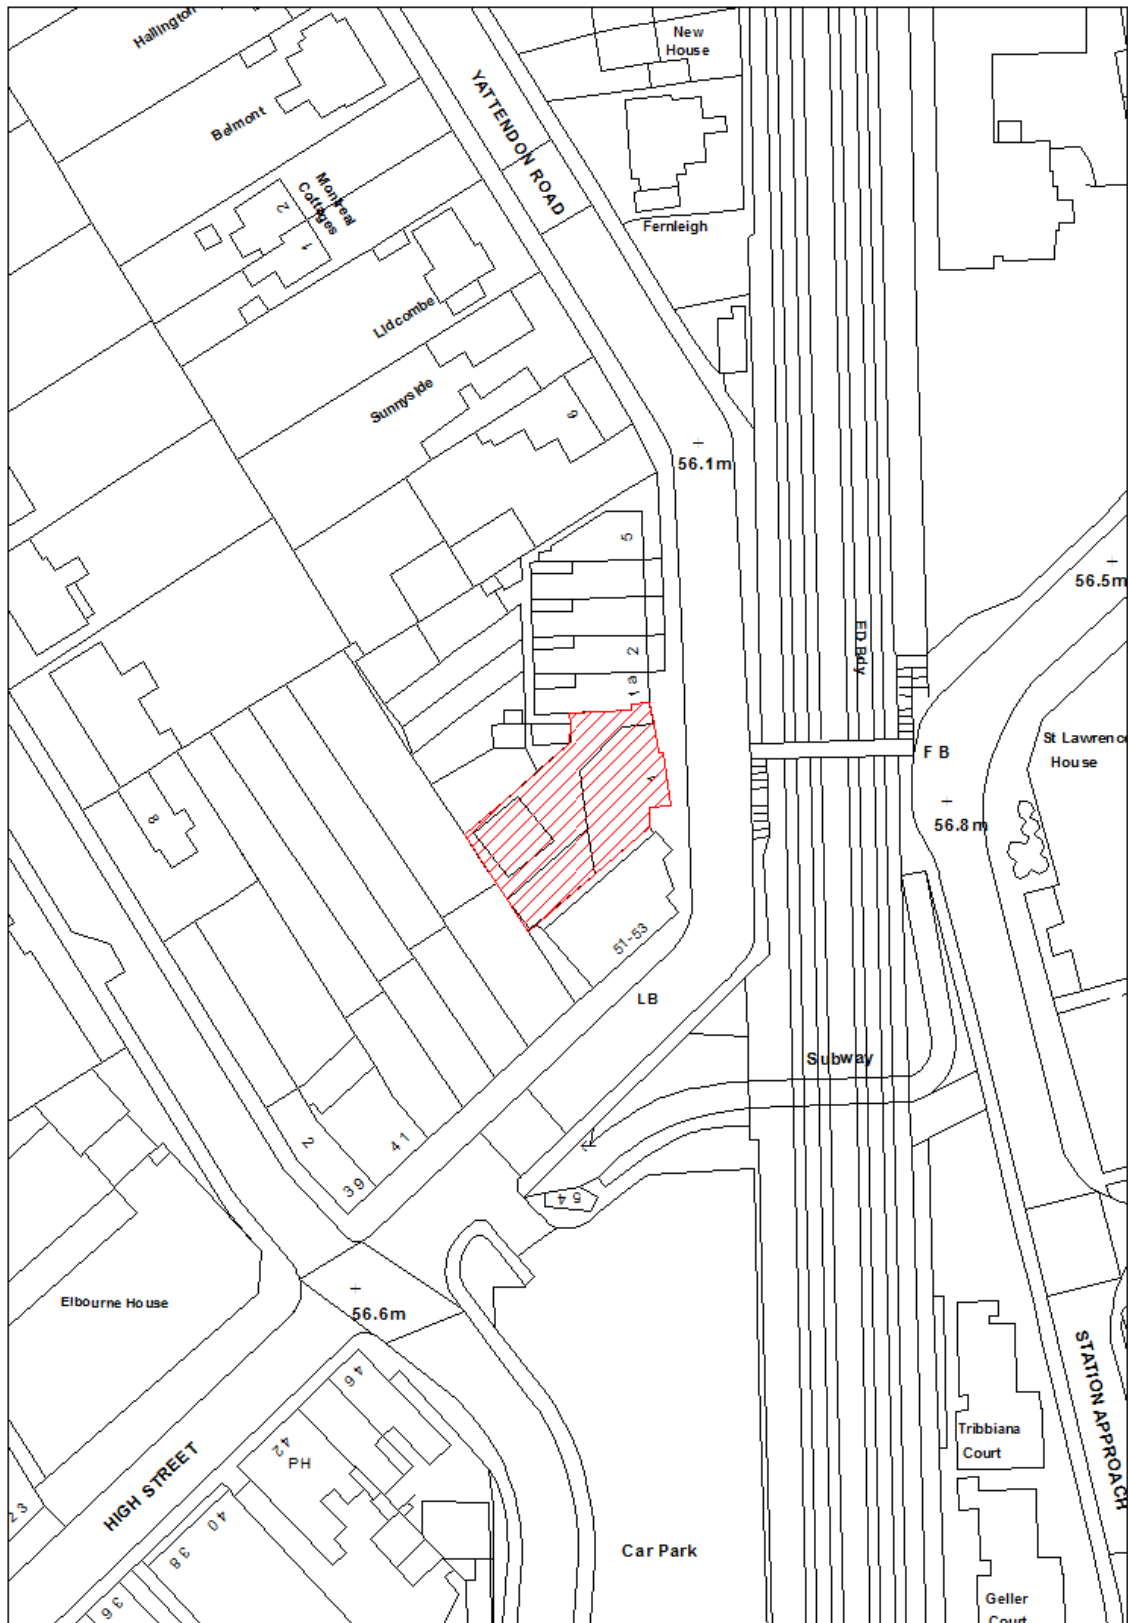 Hallington
New
House
YATTENDON ROAD
Belmont
Montreal
Cottages
2
1
Fernleigh
Lidcombe
Sunnyside
9
56.1m
5
56.5m
ED Bdy
2
1a
St Lawrenc
House
F B
1
56.8m
8
51-53
LB
Subway
2
41
39
54
Elbourne House
56.6m
STATION APPROACH
46
Tribbiana
Court
42
PH
HIGH STREET
23
40
38
36
Car Park
Geller
Court